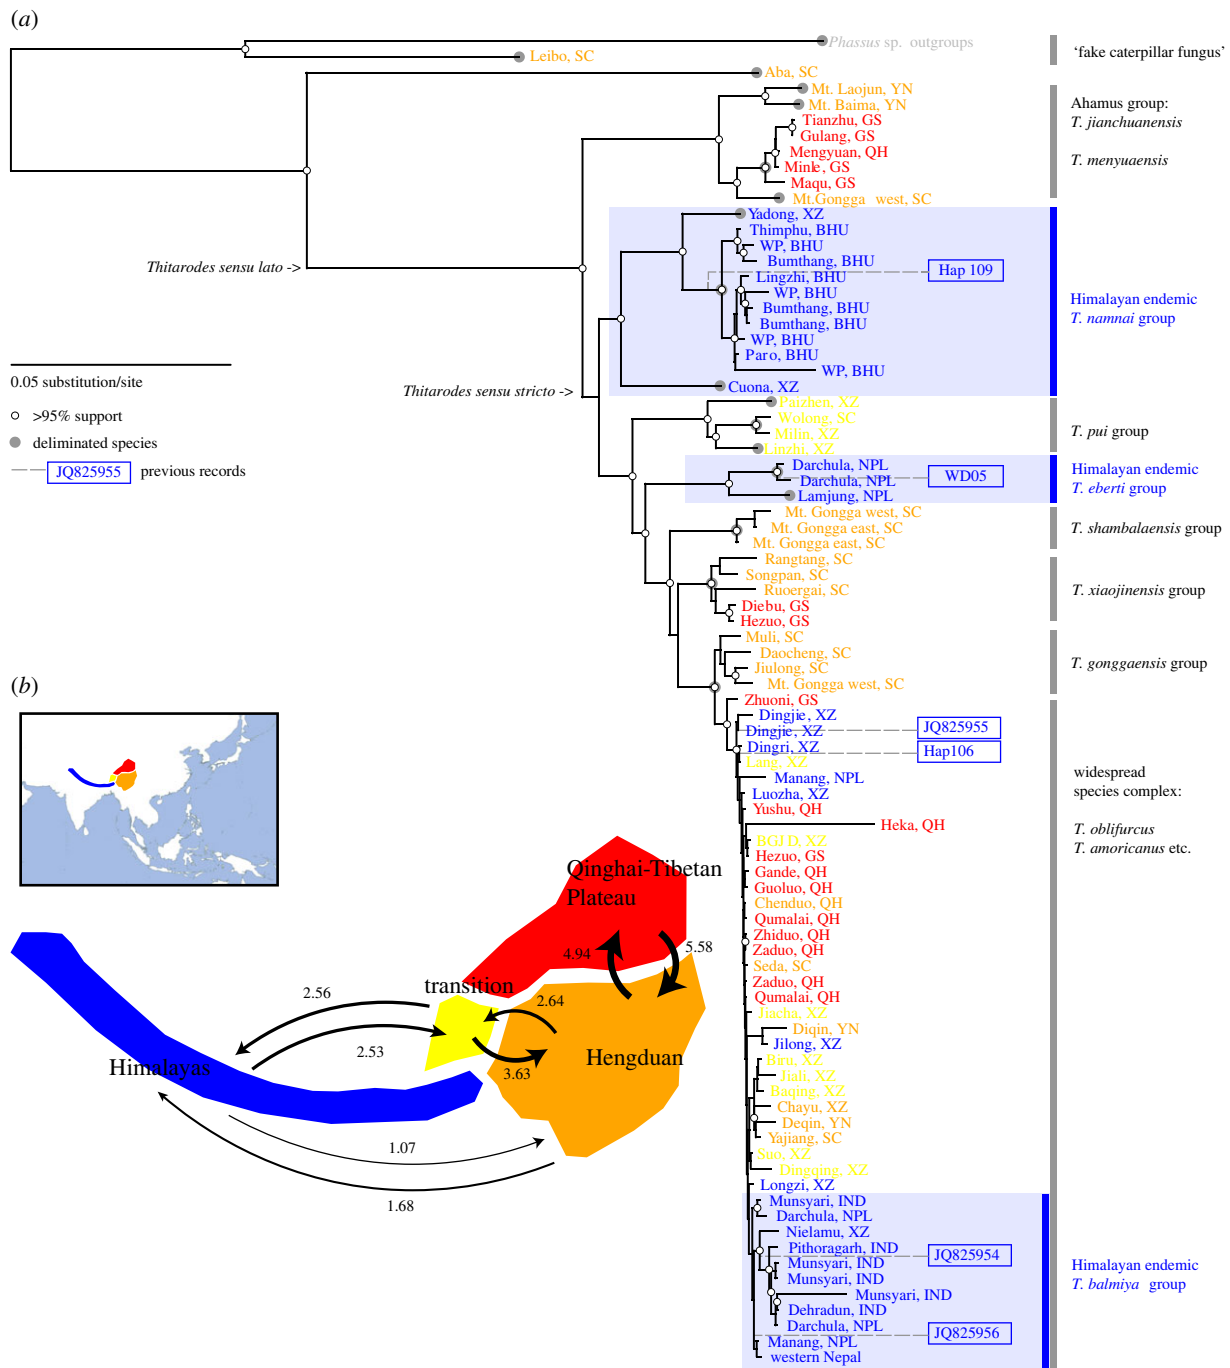 (a)
Phassus sp. outgroups
Leibo, SC
'fake caterpillar fungus'
Aba, SC
Mt. Laojun, YN
Mt. Baima, YN
Tianzhu, GS
Gulang, GS
Mengyuan, QH
Minle, GS
Maqu, GS
Mt.Gongga west, SC
Ahamus group:
T. jianchuanensis
T. menyuaensis
Yadong, XZ
Thimphu, BHU
WP, BHU
Bumthang, BHU
Lingzhi, BHU
WP, BHU
Bumthang, BHU
Bumthang, BHU
WP, BHU
Paro, BHU
WP, BHU
Cuona, XZ
Hap 109
Himalayan endemic
T. namnai group
Thitarodes sensu lato ->
Thitarodes sensu stricto ->
0.05 substitution/site
>95% support
deliminated species
JQ825955 previous records
Paizhen, XZ
Wolong, SC
Milin, XZ
Linzhi, XZ
T. pui group
Darchula, NPL
Darchula, NPL
Lamjung, NPL
WD05
Himalayan endemic
T. eberti group
Mt. Gongga west, SC
Mt. Gongga east, SC
Mt. Gongga east, SC
T. shambalaensis group
Rangtang, SC
Songpan, SC
Ruoergai, SC
Diebu, GS
Hezuo, GS
T. xiaojinensis group
Muli, SC
Daocheng, SC
Jiulong, SC
Mt. Gongga west, SC
T. gonggaensis group
Zhuoni, GS
Dingjie, XZ
Dingjie, XZ
Dingri, XZ
Lang, XZ
Manang, NPL
Luozha, XZ
Yushu, QH
Heka, QH
BGJD, XZ
Hezuo, GS
Gande, QH
Guoluo, QH
Chenduo, QH
Qumalai, QH
Zhiduo, QH
Zaduo, QH
Seda, SC
Zaduo, QH
Qumalai, QH
Jiacha, XZ
Diqin, YN
Jilong, XZ
Biru, XZ
Jiali, XZ
Baqing, XZ
Chayu, XZ
Deqin, YN
Yajiang, SC
Suo, XZ
Dingqing, XZ
Longzi, XZ
JQ825955
Hap106
widespread
species complex:
T. oblifurcus
T. amoricanus etc.
Munsyari, IND
Darchula, NPL
Nielamu, XZ
Pithoragarh, IND
Munsyari, IND
Munsyari, IND
Munsyari, IND
Dehradun, IND
Darchula, NPL
Manang, NPL
western Nepal
JQ825954
JQ825956
Himalayan endemic
T. balmiya group
(b)
Qinghai-Tibetan
Plateau
4.94
5.58
transition
2.56
2.64
2.53
3.63
Himalayas
Hengduan
1.07
1.68